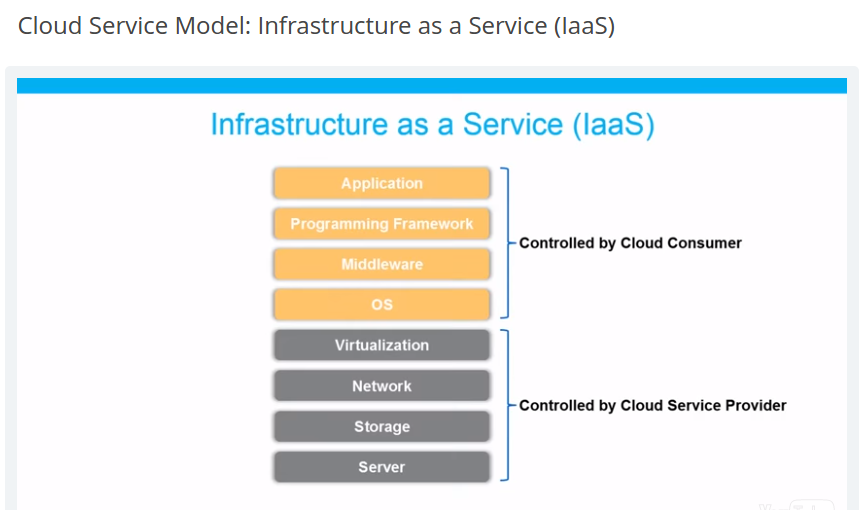 Cloud Service Model: Infrastructure as a Service (IaaS)
Infrastructure as a Service (IaaS)
Application
Programming Framework
Middleware
OS
Controlled by Cloud Consumer
Virtualization
Network
Storage
Server
Controlled by Cloud Service Provider